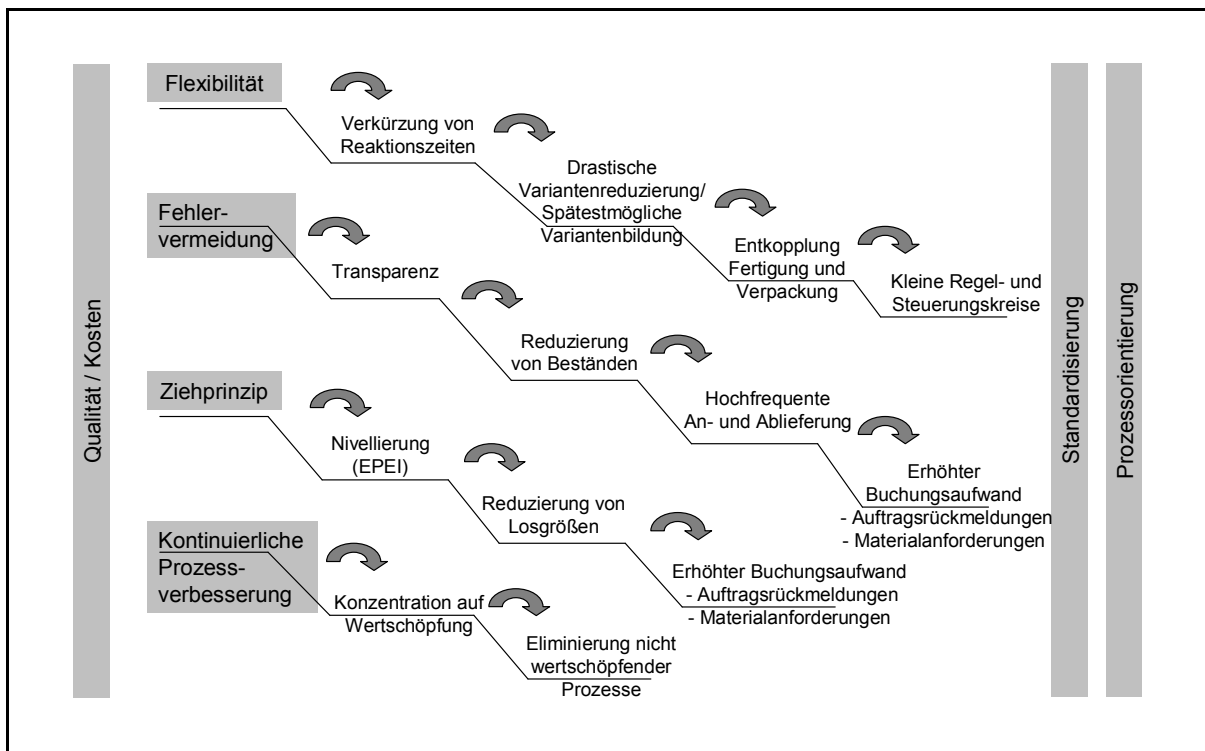 Qualität / Kosten
Flexibilität
Verkürzung von
Reaktionszeiten
Drastische
Variantenreduzierung/
Spätestmögliche
Variantenbildung
Entkopplung
Fertigung und
Verpackung
Kleine Regel- und
Steuerungskreise
Fehler-
vermeidung
Transparenz
Reduzierung
von Beständen
Hochfrequente
An- und Ablieferung
Erhöhter
Buchungsaufwand
- Auftragsrückmeldungen
- Materialanforderungen
Ziehprinzip
Nivellierung
(EPEI)
Reduzierung von
Losgrößen
Erhöhter Buchungsaufwand
- Auftragsrückmeldungen
- Materialanforderungen
Kontinuierliche
Prozess-
verbesserung
Konzentration auf
Wertschöpfung
Eliminierung nicht
wertschöpfender
Prozesse
Standardisierung
Prozessorientierung